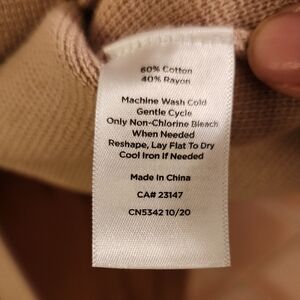 60% Cotton
40% Rayon
Machine Wash Cold
Gentle Cycle
Only Non-Chlorine Bleach
When Needed
Reshape, Lay Flat To Dry
Cool Iron If Needed
Made In China
CA# 23147
CN5342 10/20